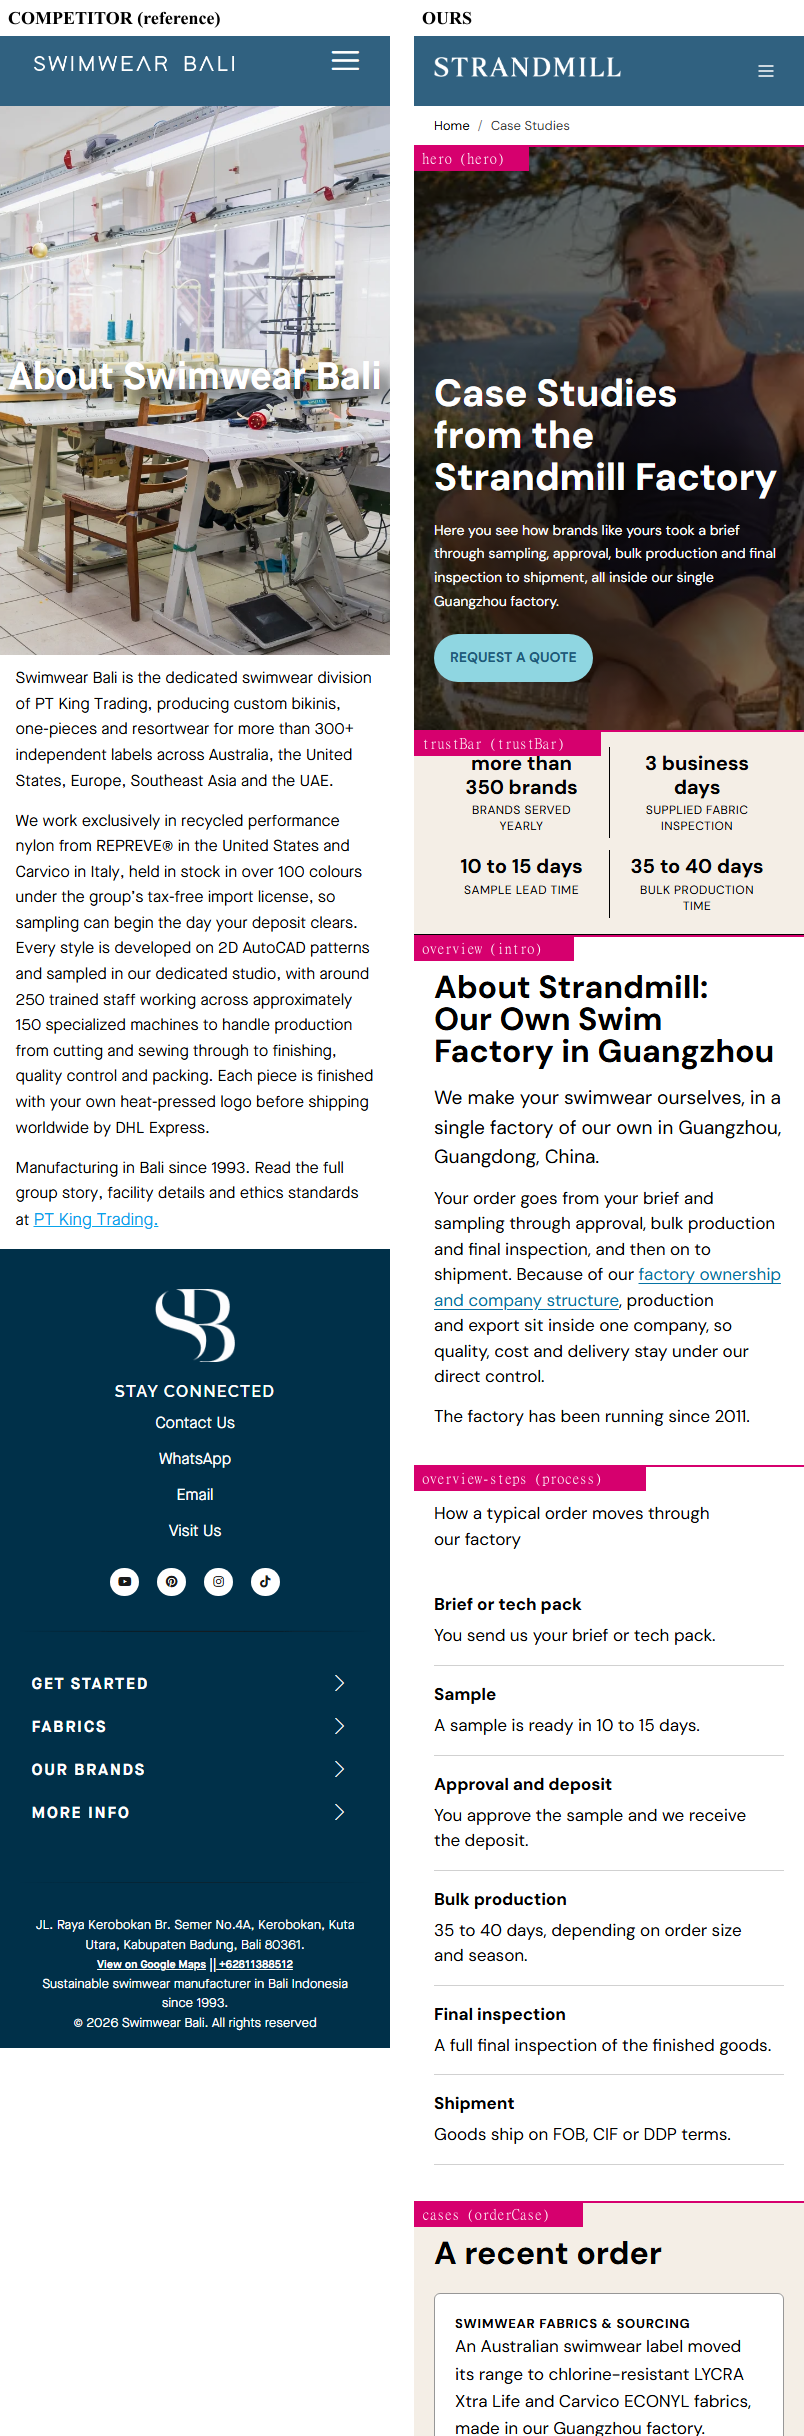 COMPETITOR (reference)
SWIMWEAR BALI
About Swimwear Bali
Swimwear Bali is the dedicated swimwear division
of PT King Trading, producing custom bikinis,
one-pieces and resortwear for more than 300+
independent labels across Australia, the United
States, Europe, Southeast Asia and the UAE.
We work exclusively in recycled performance
nylon from REPREVE® in the United States and
Carvico in Italy, held in stock in over 100 colours
under the group's tax-free import license, so
sampling can begin the day your deposit clears.
Every style is developed on 2D AutoCAD patterns
and sampled in our dedicated studio, with around
250 trained staff working across approximately
150 specialized machines to handle production
from cutting and sewing through to finishing,
quality control and packing. Each piece is finished
with your own heat-pressed logo before shipping
worldwide by DHL Express.
Manufacturing in Bali since 1993. Read the full
group story, facility details and ethics standards
at PT King Trading.
SB
STAY CONNECTED
Contact Us
WhatsApp
Email
Visit Us
GET STARTED
FABRICS
OUR BRANDS
MORE INFO
JL. Raya Kerobokan Br. Semer No.4A, Kerobokan, Kuta
Utara, Kabupaten Badung, Bali 80361.
View on Google Maps || +62811388512
Sustainable swimwear manufacturer in Bali Indonesia
since 1993.
© 2026 Swimwear Bali. All rights reserved
OURS
STRANDMILL
Home / Case Studies
hero (hero)
Case Studies
from the
Strandmill Factory
Here you see how brands like yours took a brief
through sampling, approval, bulk production and final
inspection to shipment, all inside our single
Guangzhou factory.
REQUEST A QUOTE
trustBar (trustBar)
more than
350 brands
BRANDS SERVED
YEARLY
3 business
days
SUPPLIED FABRIC
INSPECTION
10 to 15 days
SAMPLE LEAD TIME
35 to 40 days
BULK PRODUCTION
TIME
overview (intro)
About Strandmill:
Our Own Swim
Factory in Guangzhou
We make your swimwear ourselves, in a
single factory of our own in Guangzhou,
Guangdong, China.
Your order goes from your brief and
sampling through approval, bulk production
and final inspection, and then on to
shipment. Because of our factory ownership
and company structure, production
and export sit inside one company, so
quality, cost and delivery stay under our
direct control.
The factory has been running since 2011.
overview-steps (process)
How a typical order moves through
our factory
Brief or tech pack
You send us your brief or tech pack.
Sample
A sample is ready in 10 to 15 days.
Approval and deposit
You approve the sample and we receive
the deposit.
Bulk production
35 to 40 days, depending on order size
and season.
Final inspection
A full final inspection of the finished goods.
Shipment
Goods ship on FOB, CIF or DDP terms.
cases (orderCase)
A recent order
SWIMWEAR FABRICS & SOURCING
An Australian swimwear label moved
its range to chlorine-resistant LYCRA
Xtra Life and Carvico ECONYL fabrics,
made in our Guangzhou factory.